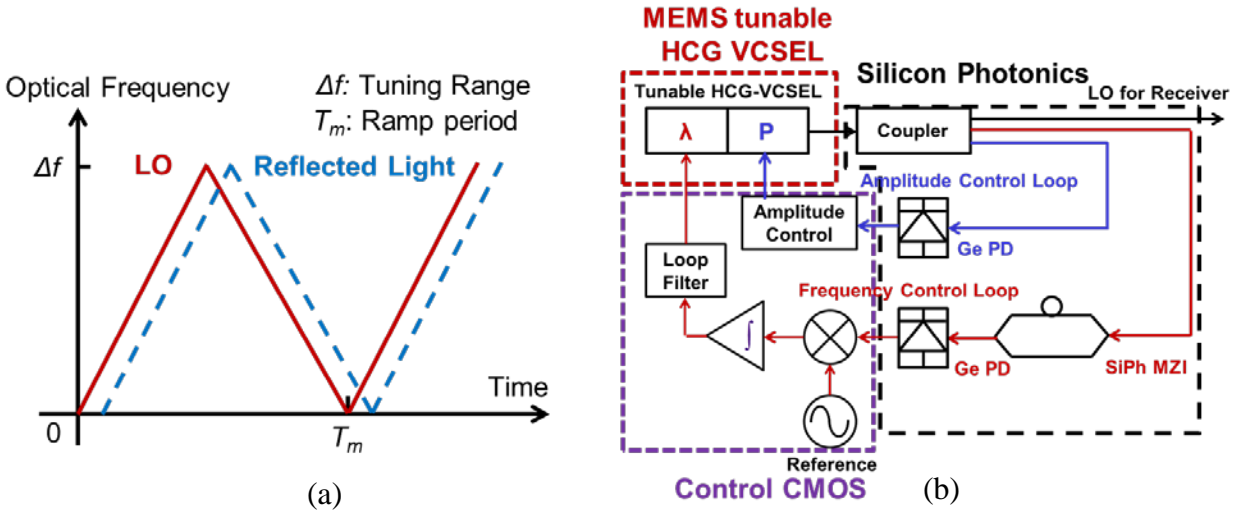 Optical Frequency
Δf: Tuning Range
Tm: Ramp period
Δf
LO
Reflected Light
Time
0
Tm
(a)
MEMS tunable
HCG VCSEL
Silicon Photonics
Tunable HCG-VCSEL
LO for Receiver
λ
P
Coupler
Amplitude Control Loop
Amplitude
Control
Ge PD
Loop
Filter
Frequency Control Loop
∫
Ge PD
SiPh MZI
Reference
Control CMOS
(b)